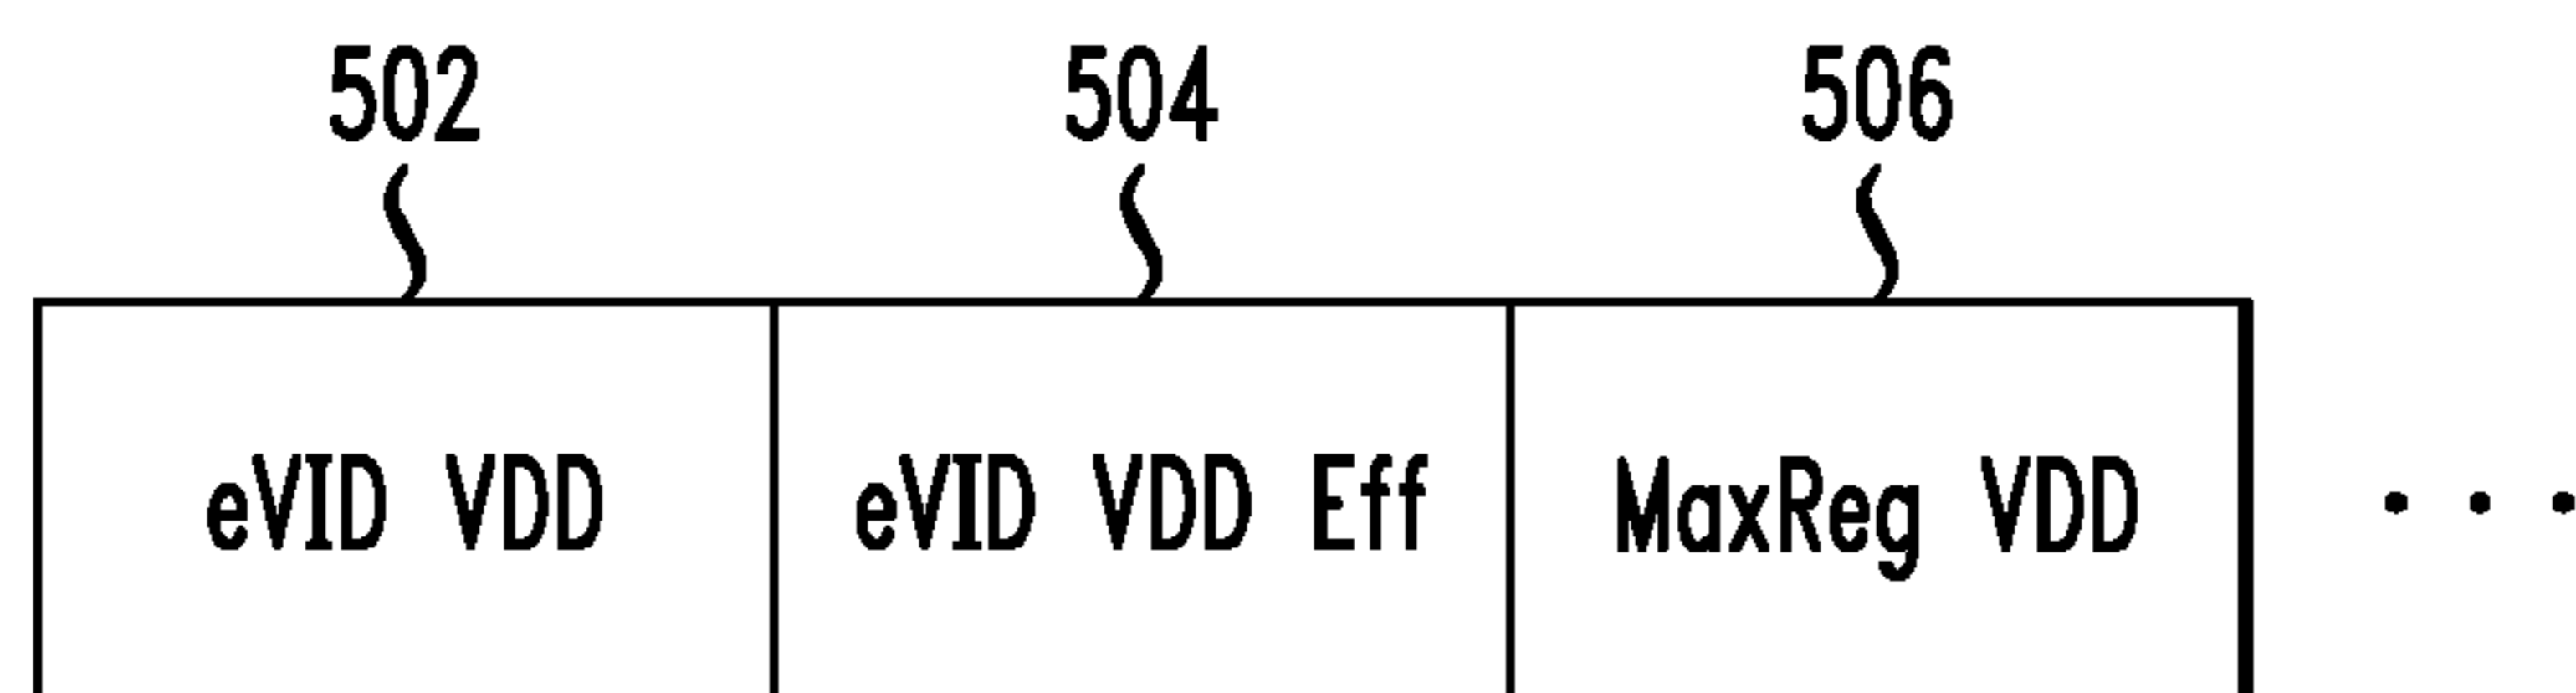 502 504 506
eVID VDD eVID VDD Eff MaxReg VDD . . .